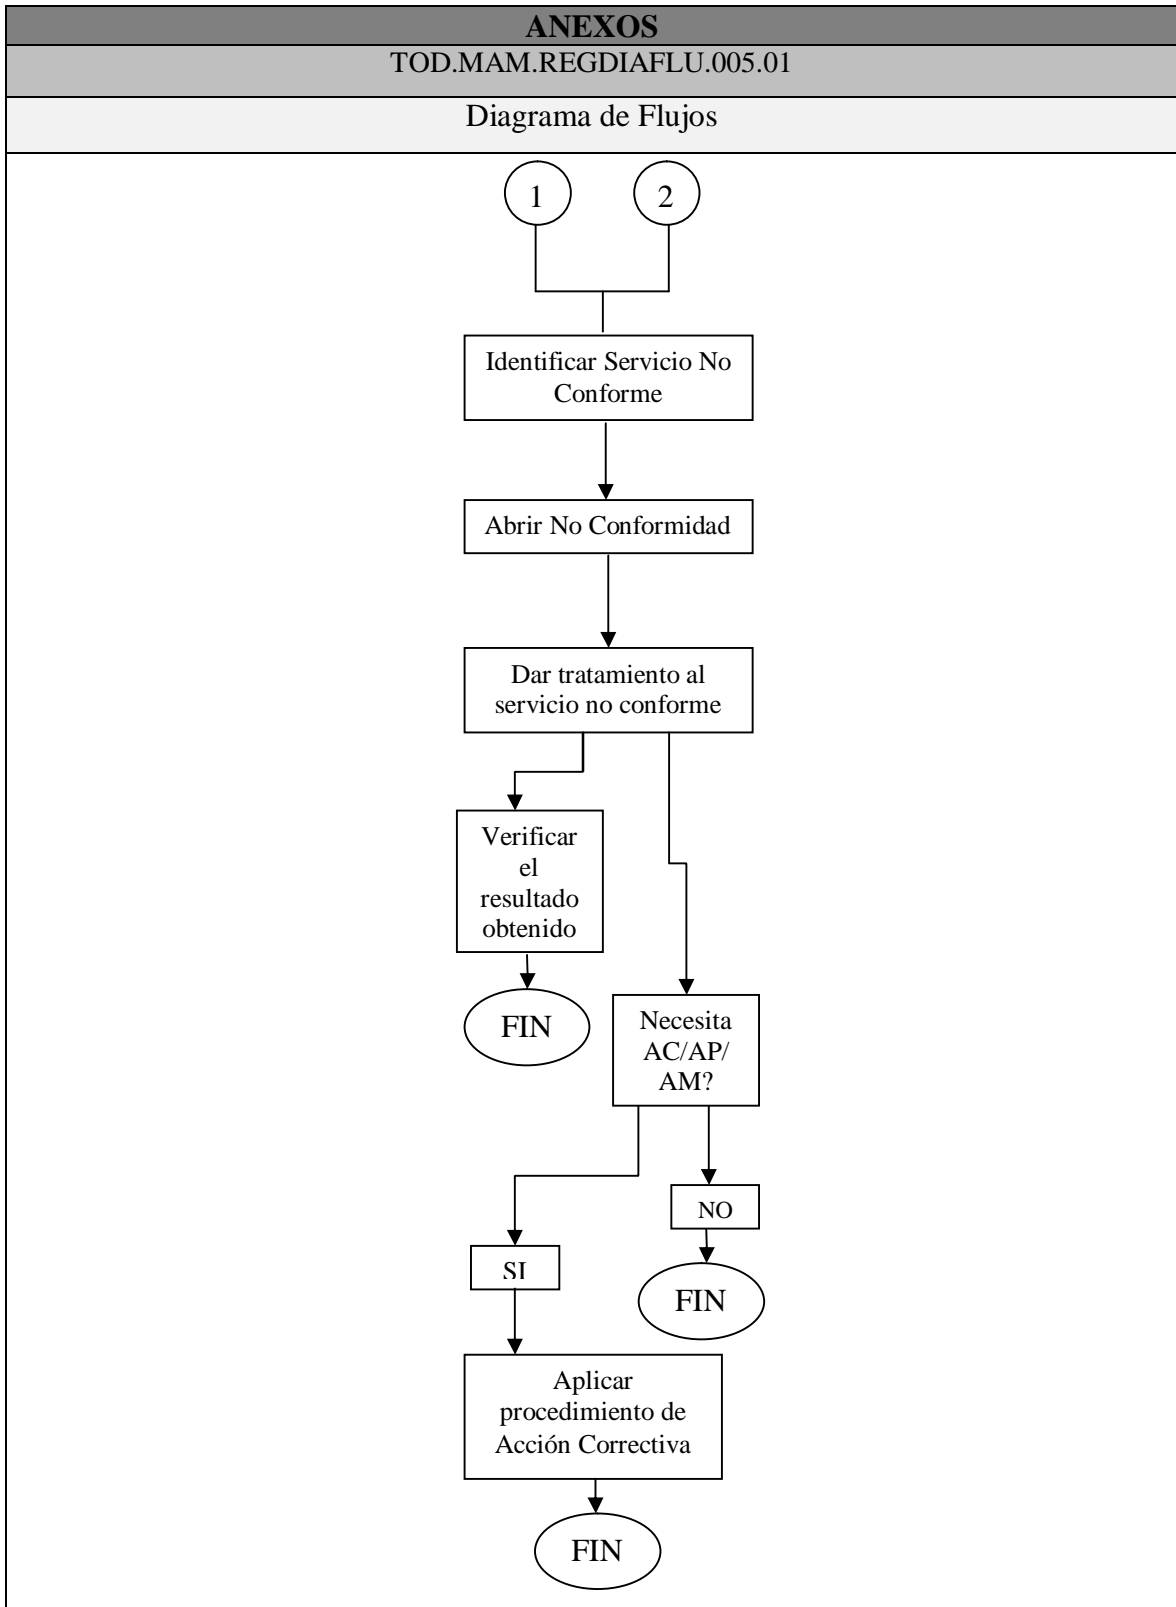 ANEXOS
TOD.MAM.REGDIAFLU.005.01
Diagrama de Flujos
1
2
Identificar Servicio No
Conforme
Abrir No Conformidad
Dar tratamiento al
servicio no conforme
Verificar
el
resultado
obtenido
FIN
Necesita
AC/AP/
AM?
NO
SI
FIN
Aplicar
procedimiento de
Acción Correctiva
FIN